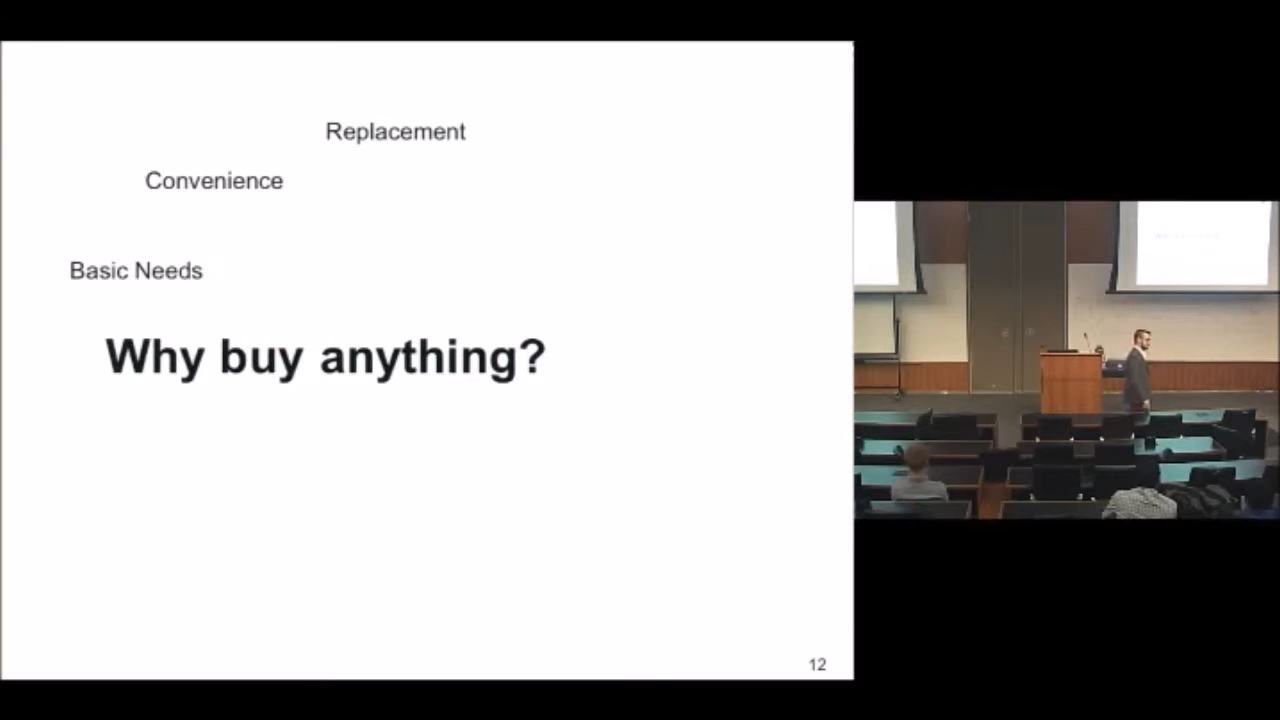 Replacement
Convenience
Basic Needs
Why buy anything?
12